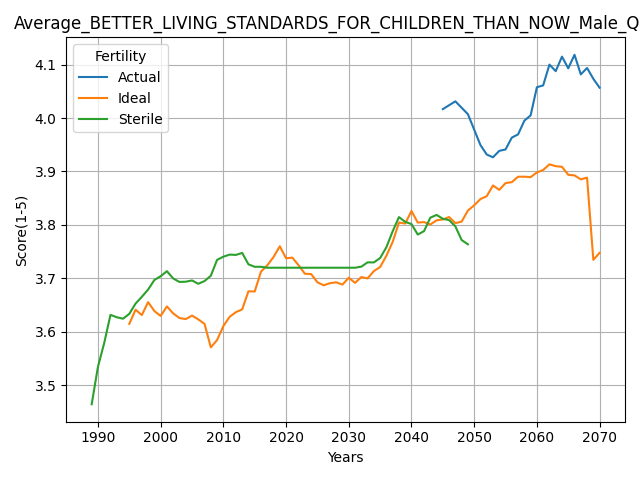 Average_BETTER_LIVING_STANDARDS_FOR_CHILDREN_THAN_NOW_Male_Q
Fertility
Actual
Ideal
Sterile
Score(1-5)
4.1
4.0
3.9
3.8
3.7
3.6
3.5
1990 2000 2010 2020 2030 2040 2050 2060 2070
Years